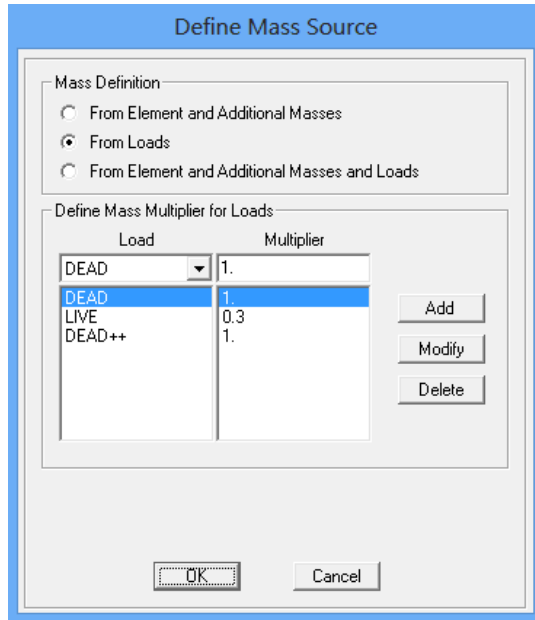 Define Mass Source
Mass Definition
From Element and Additional Masses
From Loads
From Element and Additional Masses and Loads
Define Mass Multiplier for Loads
Load Multiplier
DEAD 1.
DEAD 1.
LIVE 0.3
DEAD++ 1.
Add
Modify
Delete
OK Cancel